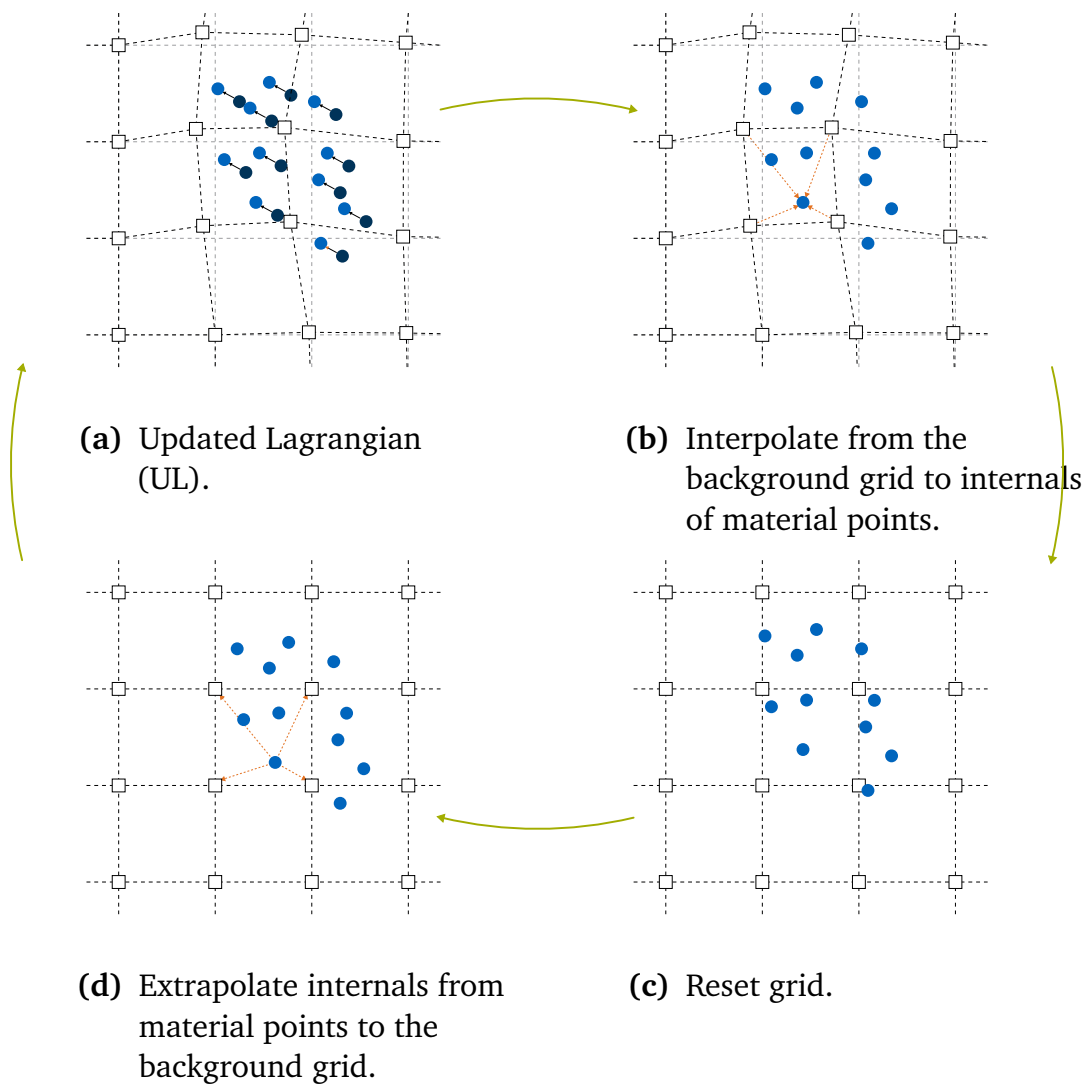 (a) Updated Lagrangian
(UL).
(b) Interpolate from the
background grid to internals
of material points.
(d) Extrapolate internals from
material points to the
background grid.
(c) Reset grid.